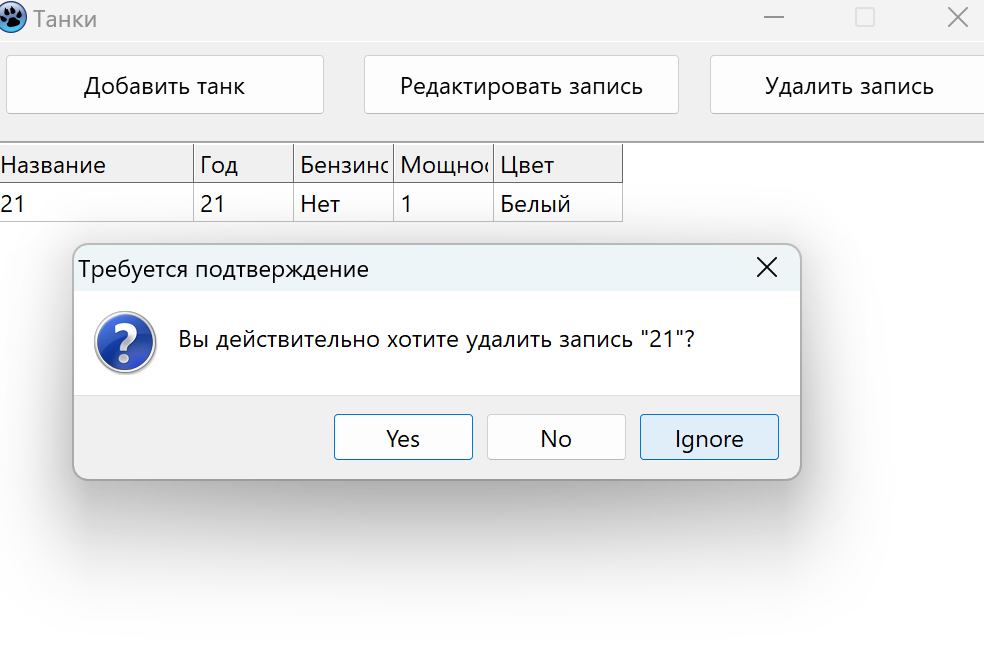 Танки
Добавить танк Редактировать запись Удалить запись
Название Год Бензинс Мощнос Цвет
21 21 Нет 1 Белый
Требуется подтверждение
Вы действительно хотите удалить запись "21"?
Yes No Ignore